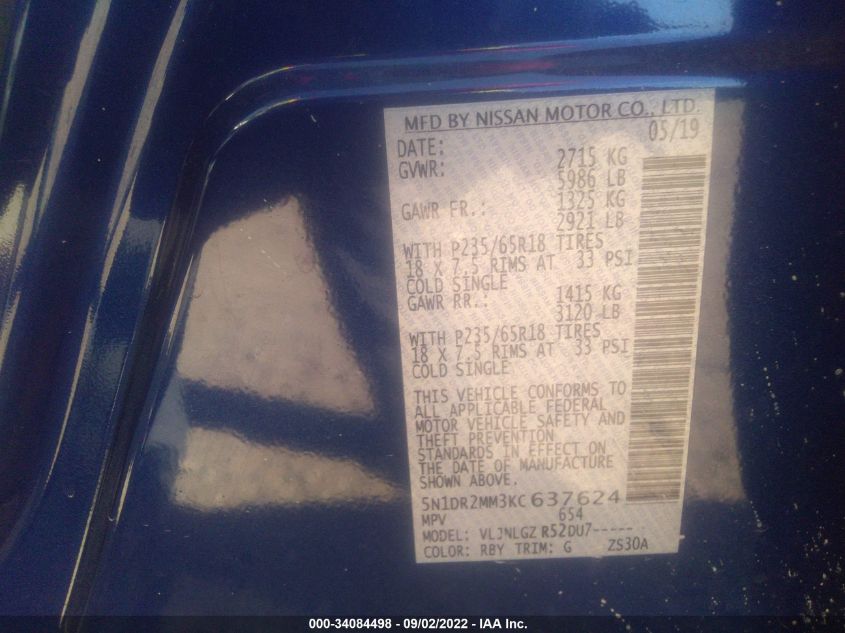 MFD BY NISSAN MOTOR CO., LTD.
DATE: 05/19
GVWR: 2715 KG
5986 LB
GAWR FR.: 1325 KG
2921 LB
WITH P235/65R18 TIRES
18 X 7.5 RIMS AT 33 PSI
COLD SINGLE
GAWR RR.: 1415 KG
3120 LB
WITH P235/65R18 TIRES
18 X 7.5 RIMS AT 33 PSI
COLD SINGLE
THIS VEHICLE CONFORMS TO
ALL APPLICABLE FEDERAL
MOTOR VEHICLE SAFETY AND
THEFT PREVENTION
STANDARDS IN EFFECT ON
THE DATE OF MANUFACTURE
SHOWN ABOVE.
5N1DR2MM3KC637624
MPV 654
MODEL: VLJNLGZ R52DU7------
COLOR: RBY TRIM: G ZS30A
000-34084498 - 09/02/2022 - IAA Inc.